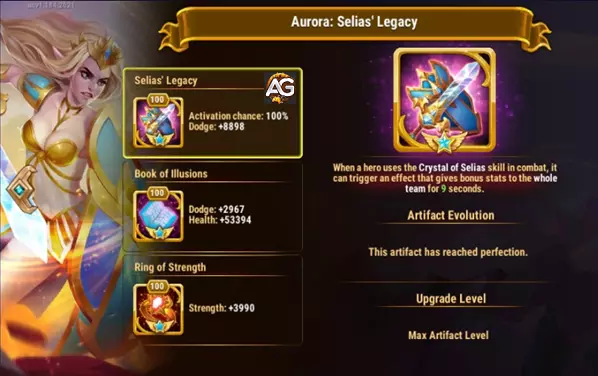 Aurora: Selias' Legacy
Selias' Legacy
AG
100
Activation chance: 100%
Dodge: +8898
Book of Illusions
100
Dodge: +2967
Health: +53394
Ring of Strength
100
Strength: +3990
When a hero uses the Crystal of Selias skill in combat, it
can trigger an effect that gives bonus stats to the whole
team for 9 seconds.
Artifact Evolution
This artifact has reached perfection.
Upgrade Level
Max Artifact Level